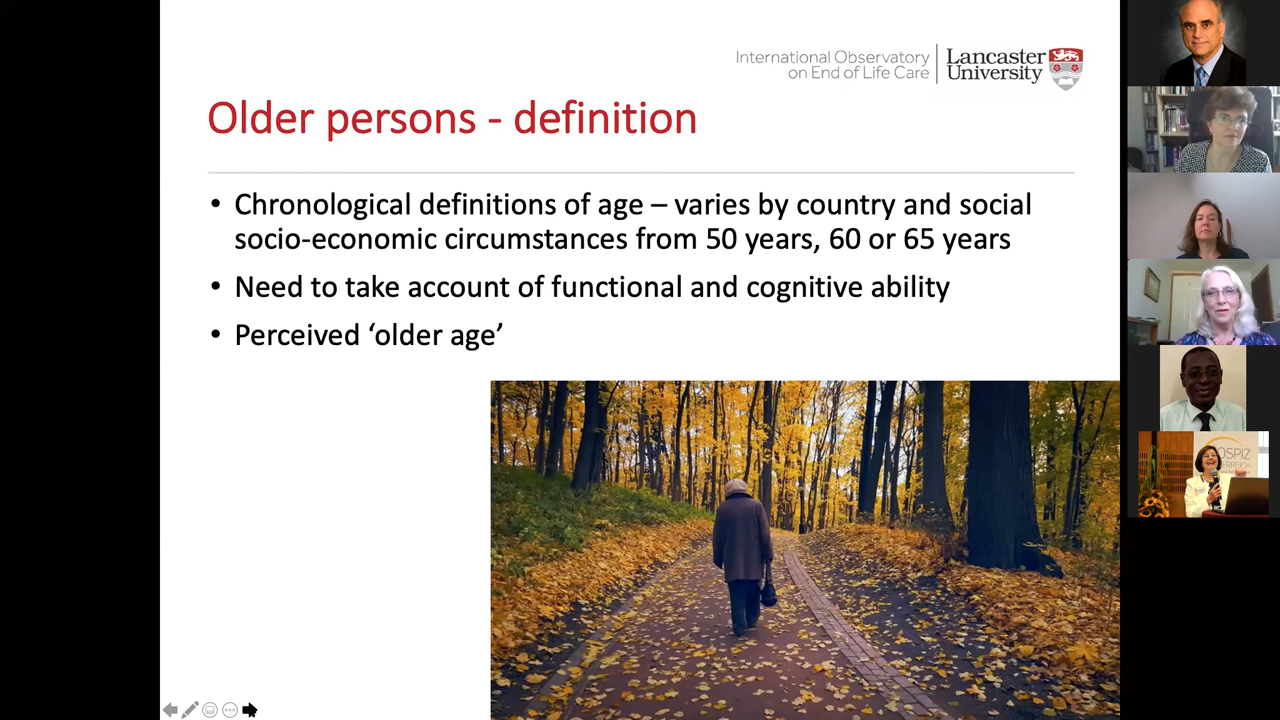 International Observatory
on End of Life Care
Lancaster
University
Older persons - definition
• Chronological definitions of age – varies by country and social
socio-economic circumstances from 50 years, 60 or 65 years
• Need to take account of functional and cognitive ability
• Perceived ‘older age’
OSPIZ